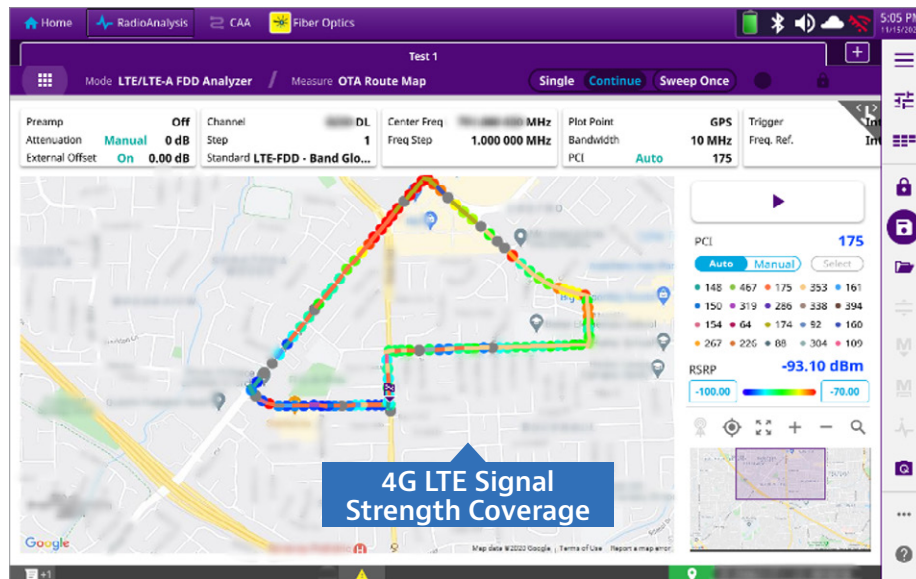 Home RadioAnalysis CAA Fiber Optics 5:05 PM
11/15/202
Test 1
Mode LTE/LTE-A FDD Analyzer / Measure OTA Route Map Single Continue Sweep Once
Preamp Off
Attenuation Manual 0 dB
External Offset On 0.00 dB
Channel DL
Step 1
Standard LTE-FDD - Band Glo...
Center Freq MHz
Freq Step 1.000 000 MHz
Plot Point GPS
Bandwidth 10 MHz
PCI Auto 175
Trigger Int
Freq. Ref. Int
PCI 175
Auto Manual Select
148 467 175 353 161
150 319 286 338 394
154 64 174 92 160
267 226 88 304 109
RSRP -93.10 dBm
-100.00 -70.00
4G LTE Signal
Strength Coverage
Google
Map data ©2020 Google Terms of Use Report a map error
+1